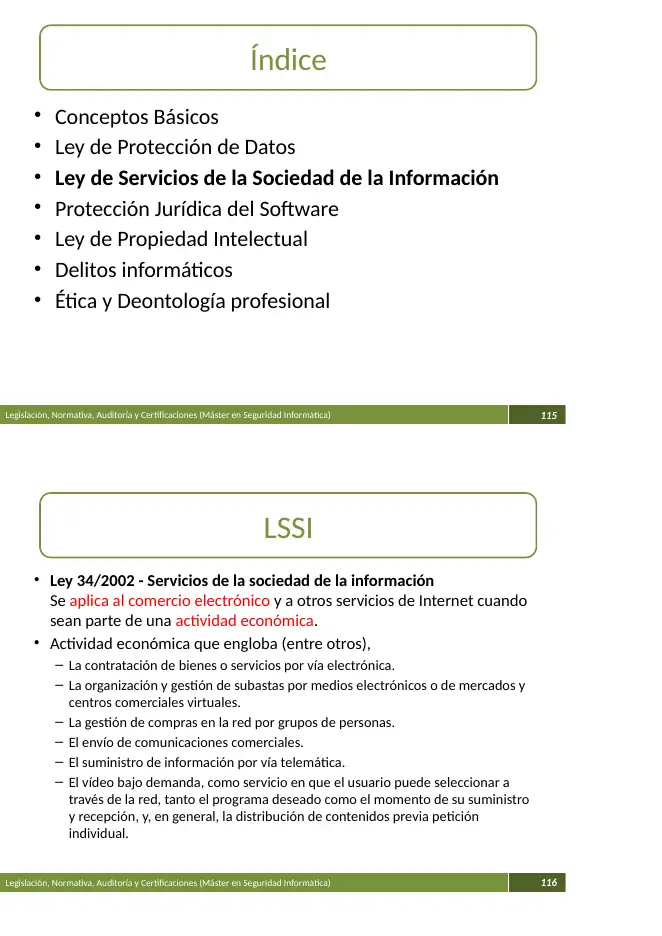 Índice
• Conceptos Básicos
• Ley de Protección de Datos
• Ley de Servicios de la Sociedad de la Información
• Protección Jurídica del Software
• Ley de Propiedad Intelectual
• Delitos informáticos
• Ética y Deontología profesional
Legislación, Normativa, Auditoría y Certificaciones (Máster en Seguridad Informàtica)
115
LSSI
• Ley 34/2002 - Servicios de la sociedad de la información
Se aplica al comercio electrónico y a otros servicios de Internet cuando
sean parte de una actividad económica.
• Actividad económica que engloba (entre otros),
– La contratación de bienes o servicios por vía electrónica.
– La organización y gestión de subastas por medios electrónicos o de mercados y
centros comerciales virtuales.
– La gestión de compras en la red por grupos de personas.
– El envío de comunicaciones comerciales.
– El suministro de información por vía telemática.
– El vídeo bajo demanda, como servicio en que el usuario puede seleccionar a
través de la red, tanto el programa deseado como el momento de su suministro
y recepción, y, en general, la distribución de contenidos previa petición
individual.
Legislación, Normativa, Auditoría y Certificaciones (Máster en Seguridad Informàtica)
116